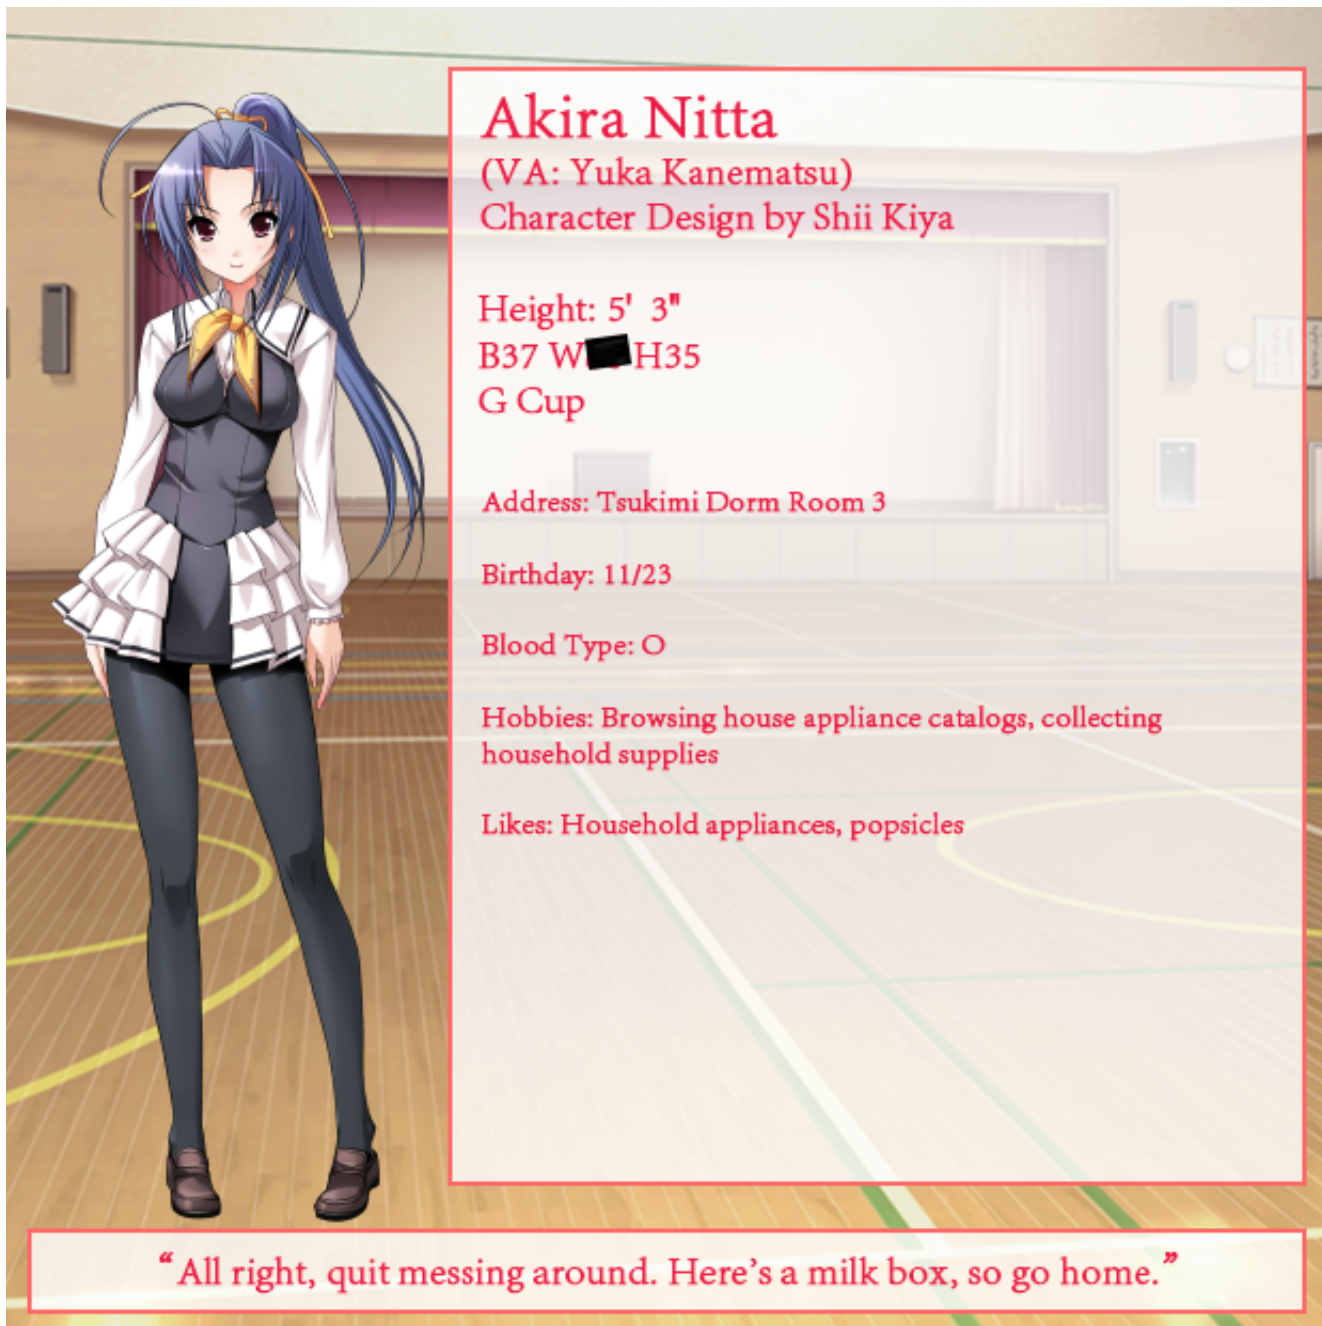 Akira Nitta
(VA: Yuka Kanematsu)
Character Design by Shii Kiya
Height: 5' 3"
B37 W H35
G Cup
Address: Tsukimi Dorm Room 3
Birthday: 11/23
Blood Type: O
Hobbies: Browsing house appliance catalogs, collecting
household supplies
Likes: Household appliances, popsicles
“All right, quit messing around. Here’s a milk box, so go home.”